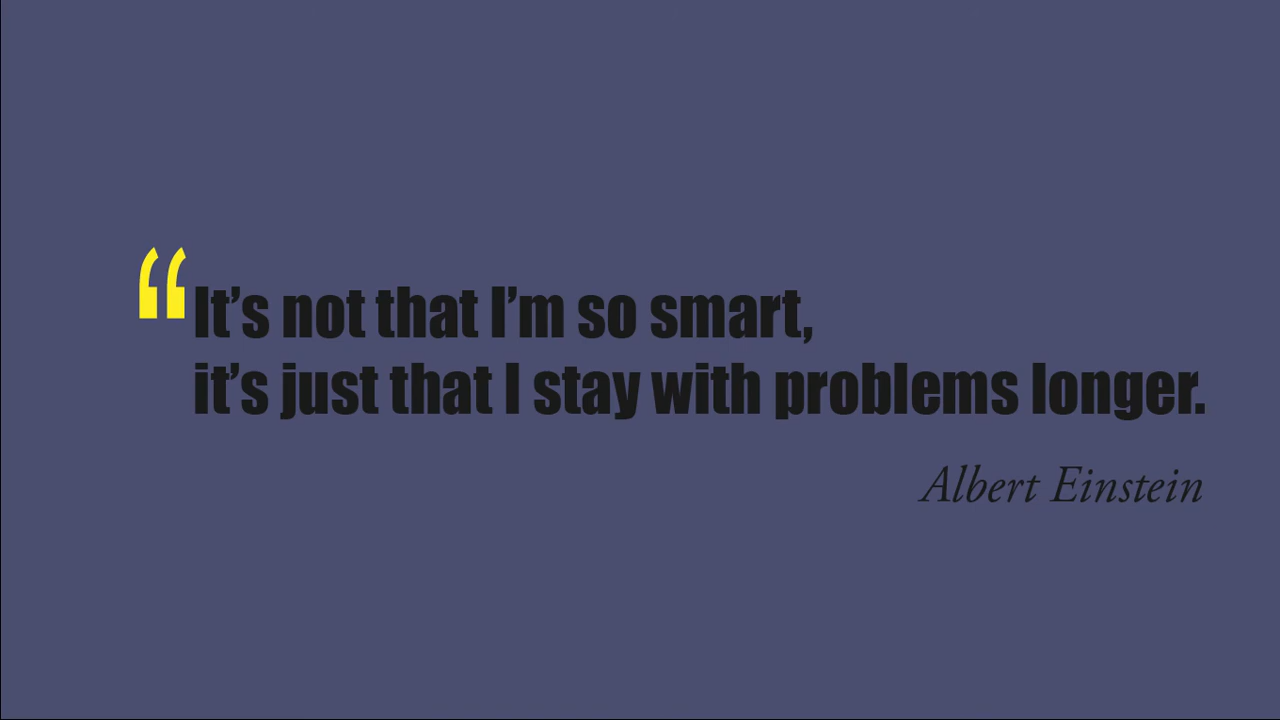 “It’s not that I’m so smart,
it’s just that I stay with problems longer.
Albert Einstein